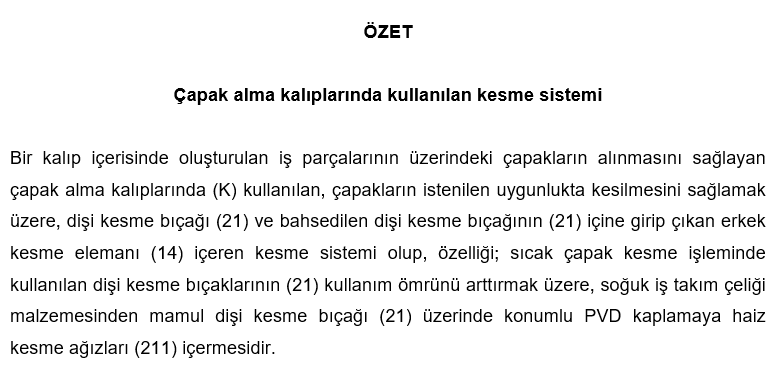 ÖZET
Çapak alma kalıplarında kullanılan kesme sistemi
Bir kalıp içerisinde oluşturulan iş parçalarının üzerindeki çapakların alınmasını sağlayan
çapak alma kalıplarında (K) kullanılan, çapakların istenilen uygunlukta kesilmesini sağlamak
üzere, dişi kesme bıçağı (21) ve bahsedilen dişi kesme bıçağının (21) içine girip çıkan erkek
kesme elemanı (14) içeren kesme sistemi olup, özelliği; sıcak çapak kesme işleminde
kullanılan dişi kesme bıçaklarının (21) kullanım ömrünü arttırmak üzere, soğuk iş takım çeliği
malzemesinden mamul dişi kesme bıçağı (21) üzerinde konumlu PVD kaplamaya haiz
kesme ağızları (211) içermesidir.